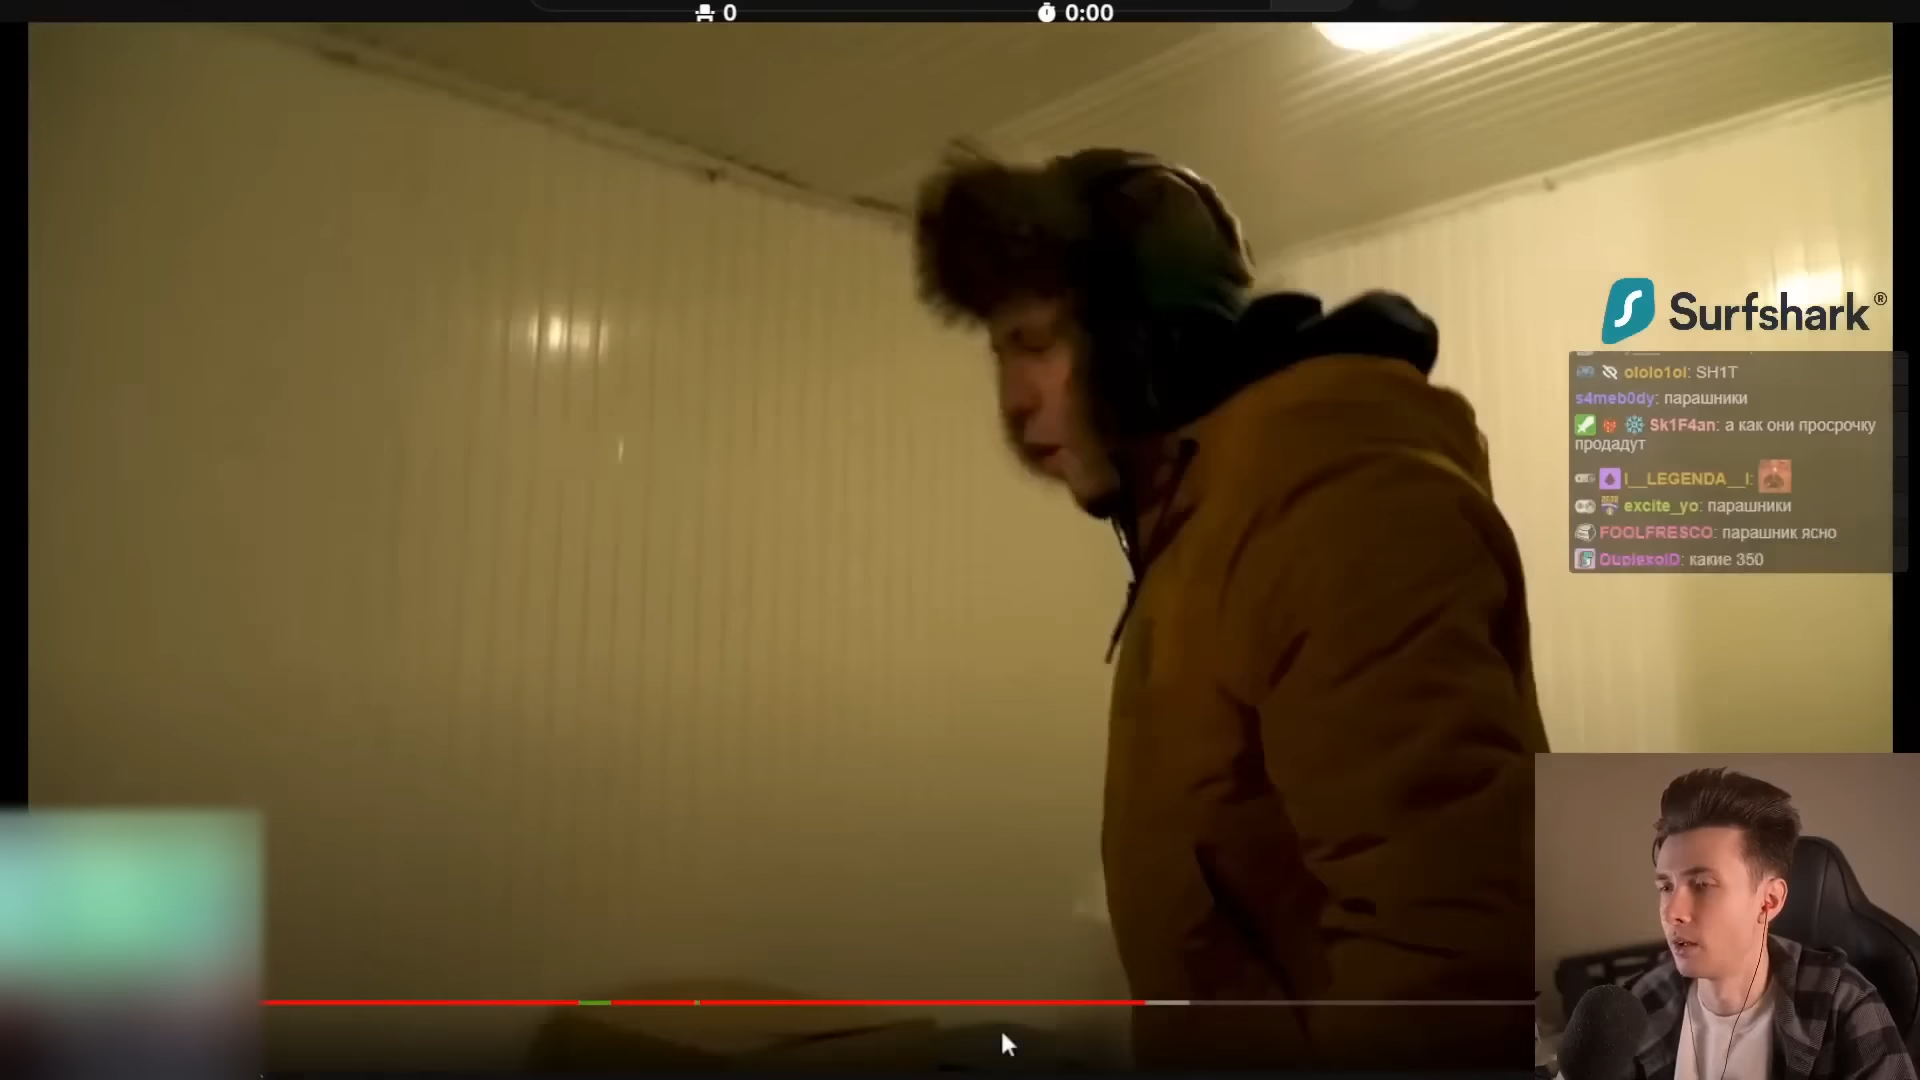 0
0:00
Surfshark®
ololo1ol: SH1T
s4meb0dy: парашники
Sk1F4an: а как они просрочку
продадут
I__LEGENDA__I:
excite_yo: парашники
FOOLFRESCO: парашник ясно
DuplexolD: какие 350